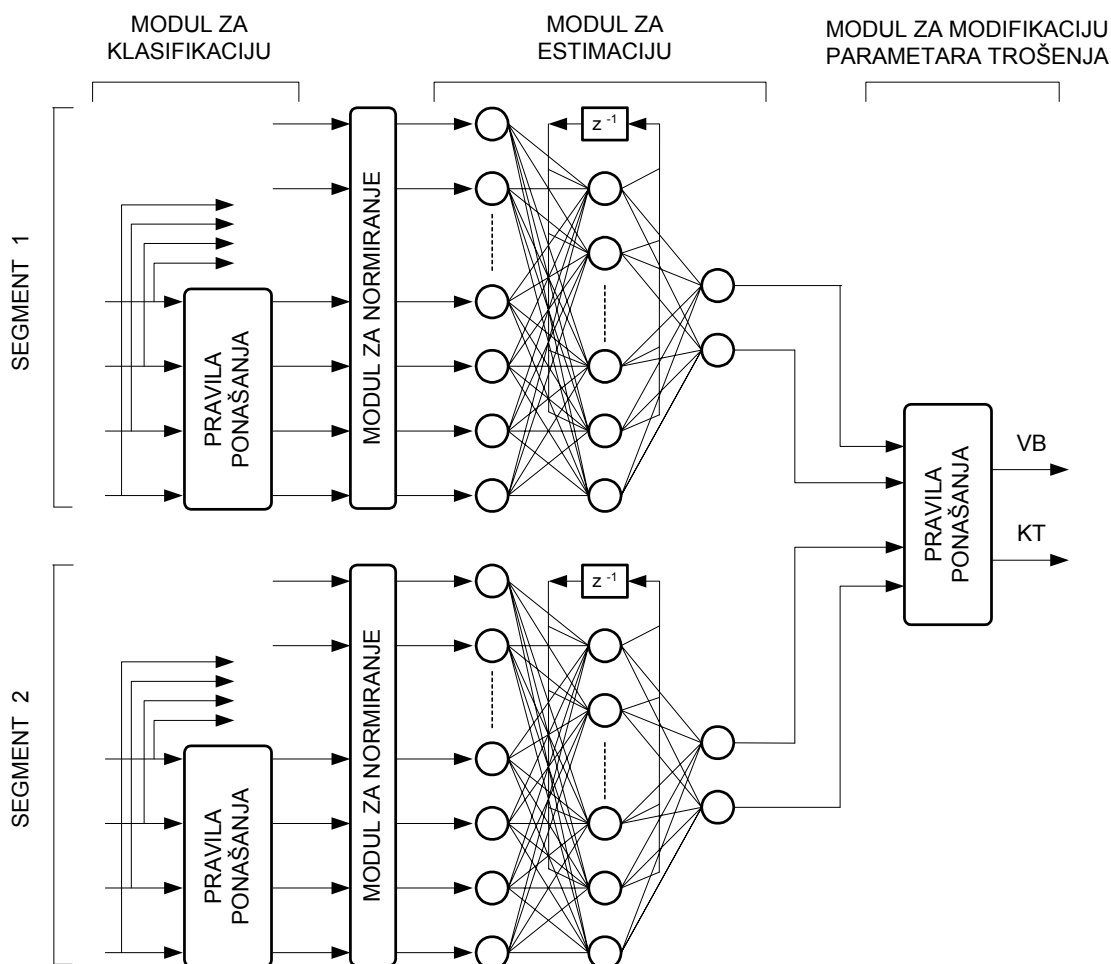 MODUL ZA
KLASIFIKACIJU
MODUL ZA
ESTIMACIJU
MODUL ZA MODIFIKACIJU
PARAMETARA TROŠENJA
SEGMENT 1
PRAVILA
PONAŠANJA
MODUL ZA NORMIRANJE
z -1
PRAVILA
PONAŠANJA
VB
KT
SEGMENT 2
PRAVILA
PONAŠANJA
MODUL ZA NORMIRANJE
z -1